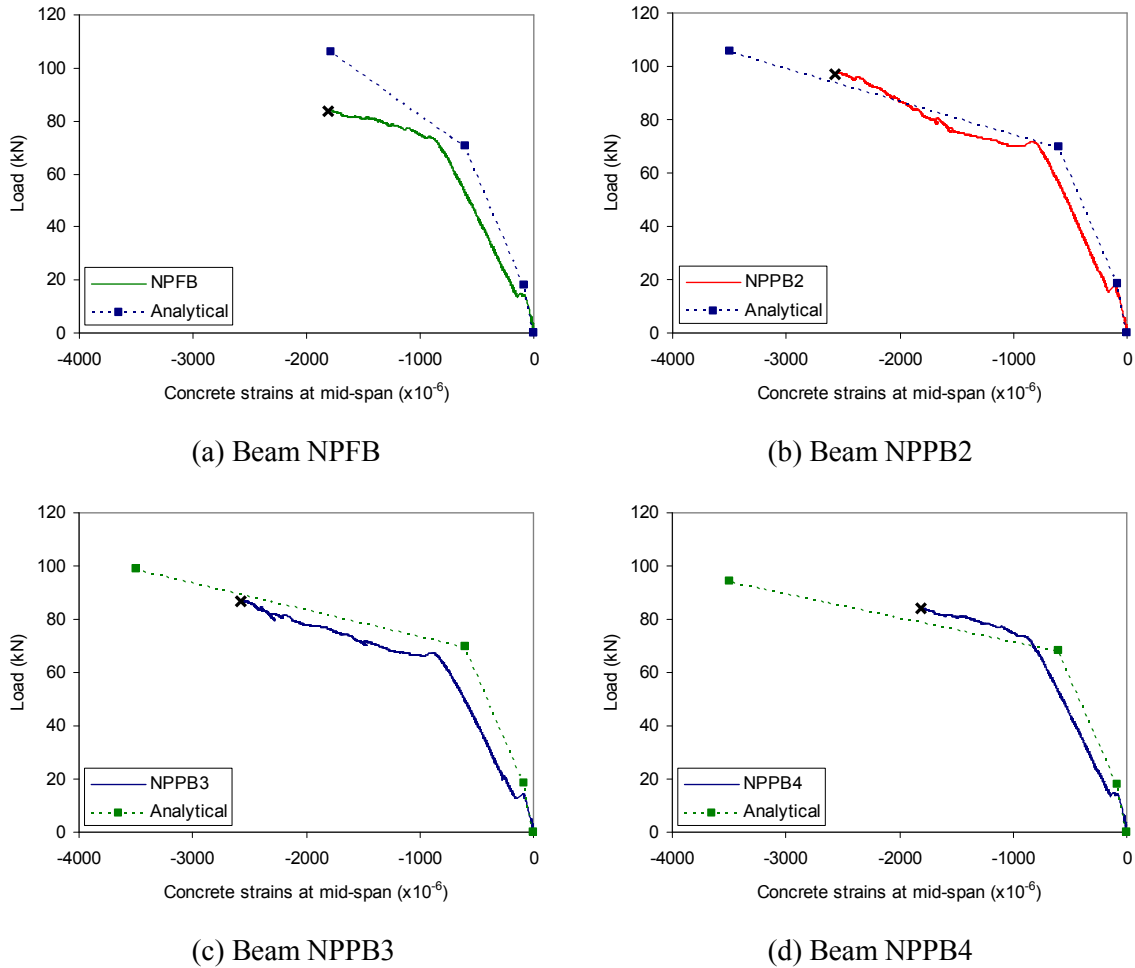 120
100
80
60
40
20
0
-4000 -3000 -2000 -1000 0
Load (kN)
Concrete strains at mid-span (x10-6)
NPFB
Analytical
(a) Beam NPFB
120
100
80
60
40
20
0
-4000 -3000 -2000 -1000 0
Load (kN)
Concrete strains at mid-span (x10-6)
NPPB2
Analytical
(b) Beam NPPB2
120
100
80
60
40
20
0
-4000 -3000 -2000 -1000 0
Load (kN)
Concrete strains at mid-span (x10-6)
NPPB3
Analytical
(c) Beam NPPB3
120
100
80
60
40
20
0
-4000 -3000 -2000 -1000 0
Load (kN)
Concrete strains at mid-span (x10-6)
NPPB4
Analytical
(d) Beam NPPB4